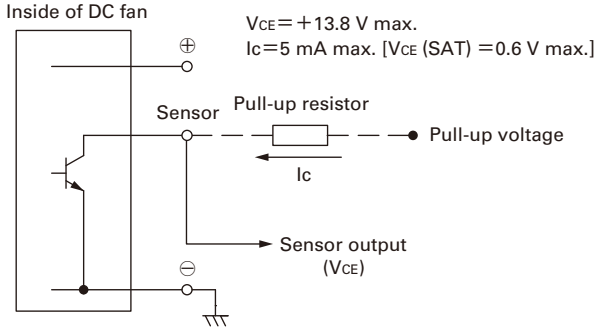 Inside of DC fan
VCE=+13.8 V max.
Ic=5 mA max. [VCE (SAT) =0.6 V max.]
⊕
Sensor
Pull-up resistor
Pull-up voltage
Ic
Sensor output
(VCE)
⊖